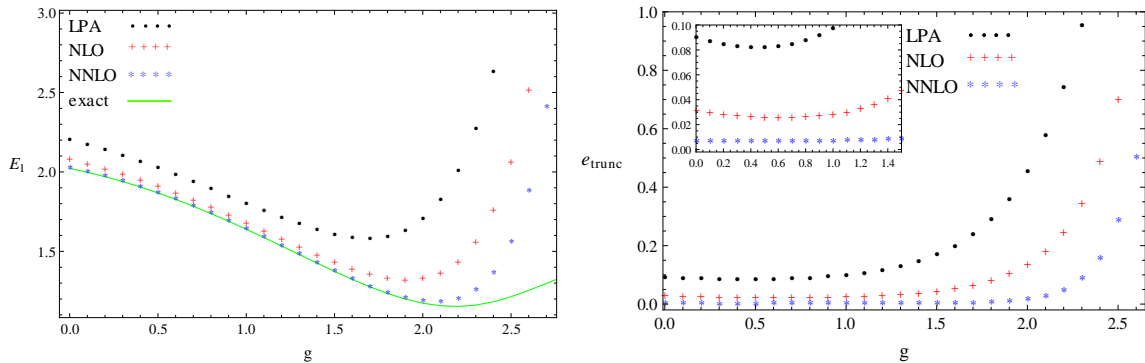 3.0
2.5
2.0
1.5
E1
LPA
NLO
NNLO
exact
0.0 0.5 1.0 1.5 2.0 2.5
g
1.0
0.8
0.6
0.4
0.2
0.0
etrunc
0.10
0.08
0.06
0.04
0.02
0.00
0.0 0.2 0.4 0.6 0.8 1.0 1.2 1.4
LPA
NLO
NNLO
0.0 0.5 1.0 1.5 2.0 2.5
g